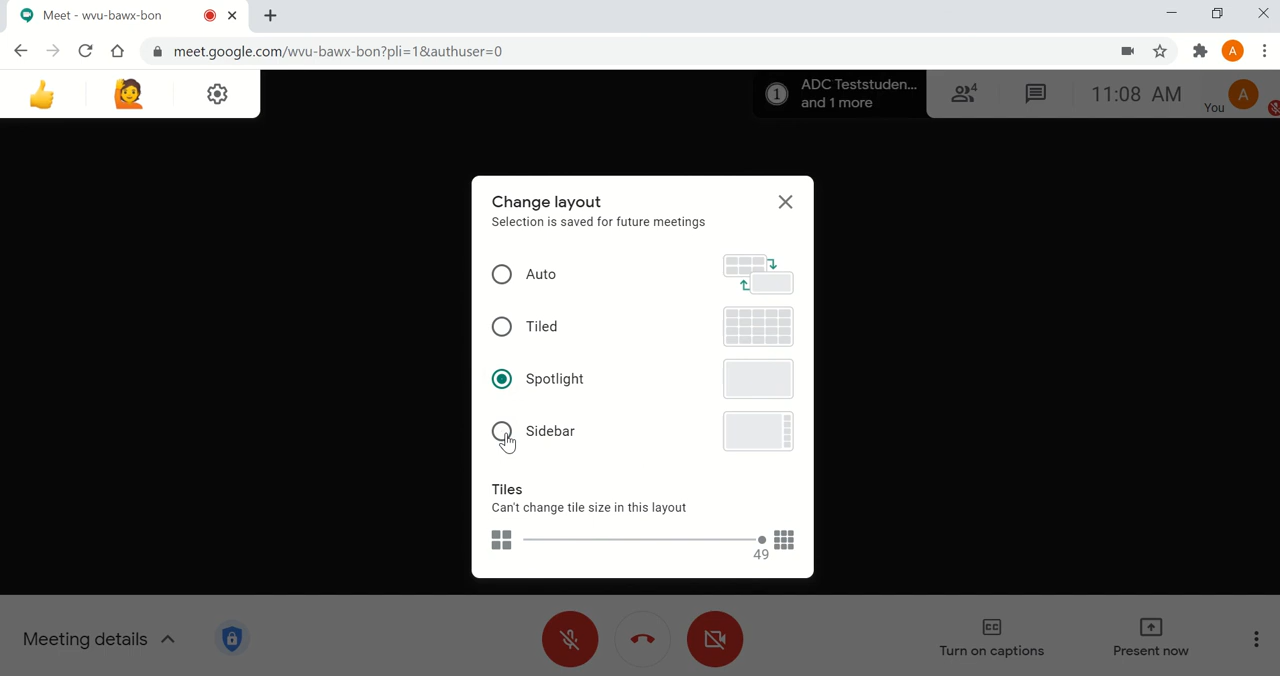 Meet - wvu-bawx-bon
meet.google.com/wvu-bawx-bon?pli=1&authuser=0
A
1
ADC Teststuden...
and 1 more
4
11:08 AM
You
A
Change layout
Selection is saved for future meetings
Auto
Tiled
Spotlight
Sidebar
Tiles
Can't change tile size in this layout
49
Meeting details
CC
Turn on captions
Present now